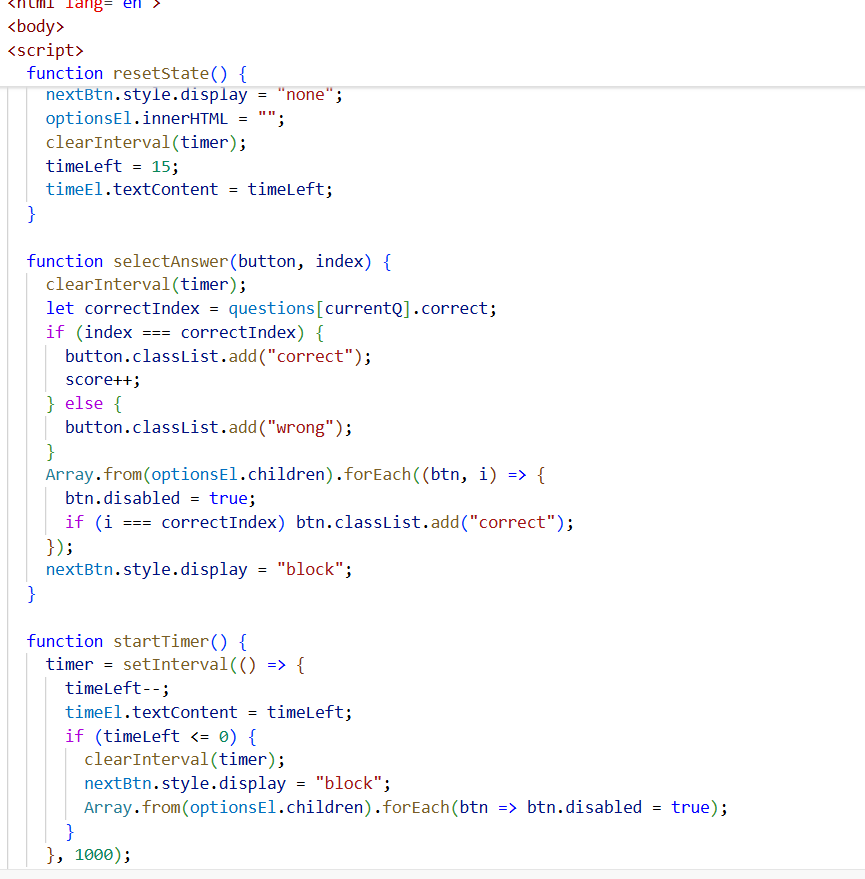 <html lang="en">
<body>
<script>
function resetState() {
nextBtn.style.display = "none";
optionsEl.innerHTML = "";
clearInterval(timer);
timeLeft = 15;
timeEl.textContent = timeLeft;
}
function selectAnswer(button, index) {
clearInterval(timer);
let correctIndex = questions[currentQ].correct;
if (index === correctIndex) {
button.classList.add("correct");
score++;
} else {
button.classList.add("wrong");
}
Array.from(optionsEl.children).forEach((btn, i) => {
btn.disabled = true;
if (i === correctIndex) btn.classList.add("correct");
});
nextBtn.style.display = "block";
}
function startTimer() {
timer = setInterval(() => {
timeLeft--;
timeEl.textContent = timeLeft;
if (timeLeft <= 0) {
clearInterval(timer);
nextBtn.style.display = "block";
Array.from(optionsEl.children).forEach(btn => btn.disabled = true);
}
}, 1000);